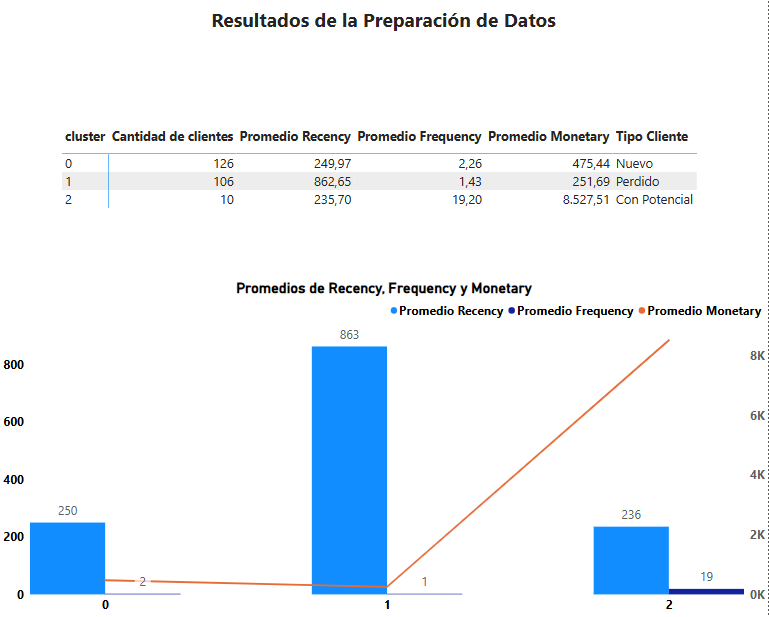 Resultados de la Preparación de Datos
cluster Cantidad de clientes Promedio Recency Promedio Frequency Promedio Monetary Tipo Cliente
0 126 249,97 2,26 475,44 Nuevo
1 106 862,65 1,43 251,69 Perdido
2 10 235,70 19,20 8.527,51 Con Potencial
Promedios de Recency, Frequency y Monetary
Promedio Recency Promedio Frequency Promedio Monetary
863
800 8K
600 6K
400 4K
250 236
200 2K
2 1 19
0 0K
0 1 2